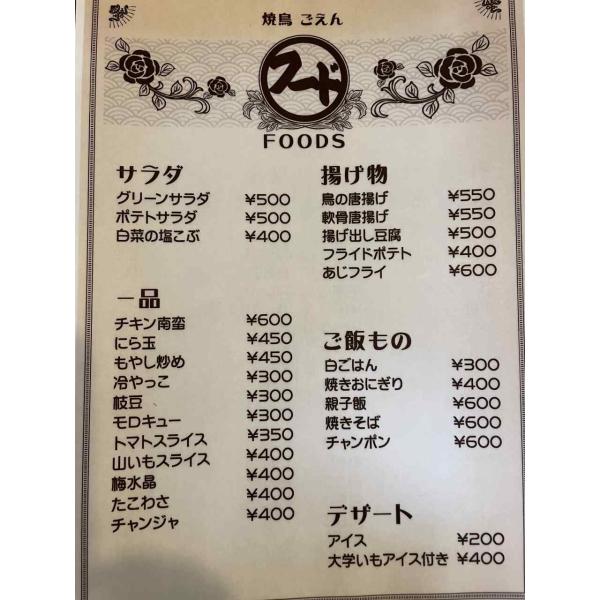 焼鳥 ごえん
フード
FOODS
サラダ
グリーンサラダ ¥500
ポテトサラダ ¥500
白菜の塩こぶ ¥400
一品
チキン南蛮 ¥600
にら玉 ¥450
もやし炒め ¥450
冷やっこ ¥300
枝豆 ¥300
モロキュー ¥300
トマトスライス ¥350
山いもスライス ¥400
梅水晶 ¥400
たこわさ ¥400
チャンジャ ¥400
揚げ物
鳥の唐揚げ ¥550
軟骨唐揚げ ¥550
揚げ出し豆腐 ¥500
フライドポテト ¥400
あじフライ ¥600
ご飯もの
白ごはん ¥300
焼きおにぎり ¥400
親子飯 ¥600
焼きそば ¥600
チャンポン ¥600
デザート
アイス ¥200
大学いもアイス付き ¥400